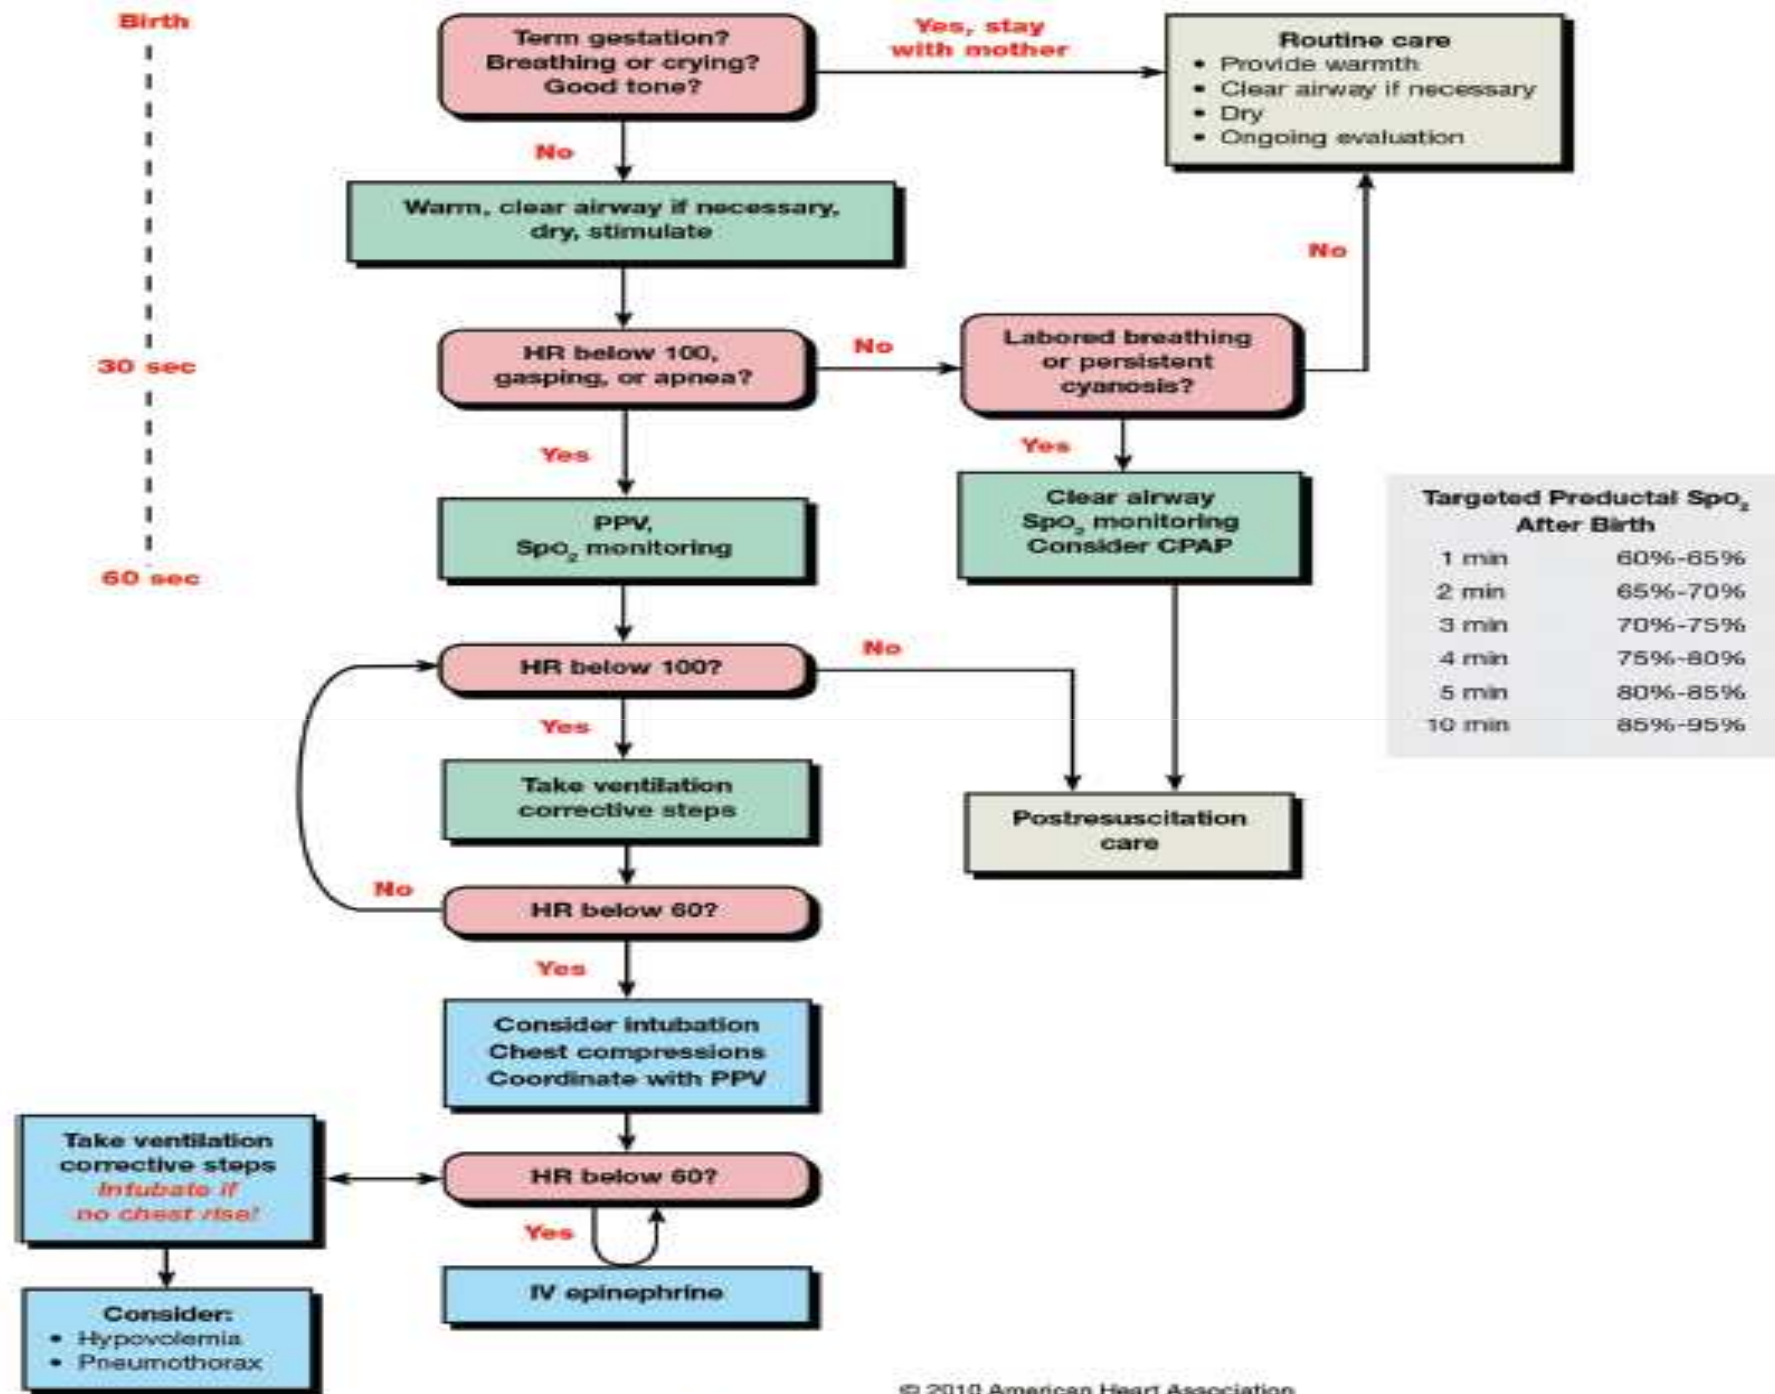 Birth
Term gestation?
Breathing or crying?
Good tone?
Yes, stay
with mother
Routine care
• Provide warmth
• Clear airway if necessary
• Dry
• Ongoing evaluation
No
Warm, clear airway if necessary,
dry, stimulate
No
30 sec
HR below 100,
gasping, or apnea?
No
Labored breathing
or persistent
cyanosis?
Yes
Yes
PPV,
SpO₂ monitoring
Clear airway
SpO₂ monitoring
Consider CPAP
60 sec
Targeted Preductal SpO₂
After Birth
1 min 60%-65%
2 min 65%-70%
3 min 70%-75%
4 min 75%-80%
5 min 80%-85%
10 min 85%-95%
HR below 100?
No
Yes
Take ventilation
corrective steps
Postresuscitation
care
No
HR below 60?
Yes
Consider intubation
Chest compressions
Coordinate with PPV
Take ventilation
corrective steps
Intubate if
no chest rise!
HR below 60?
Yes
IV epinephrine
Consider:
• Hypovolemia
• Pneumothorax
© 2010 American Heart Association